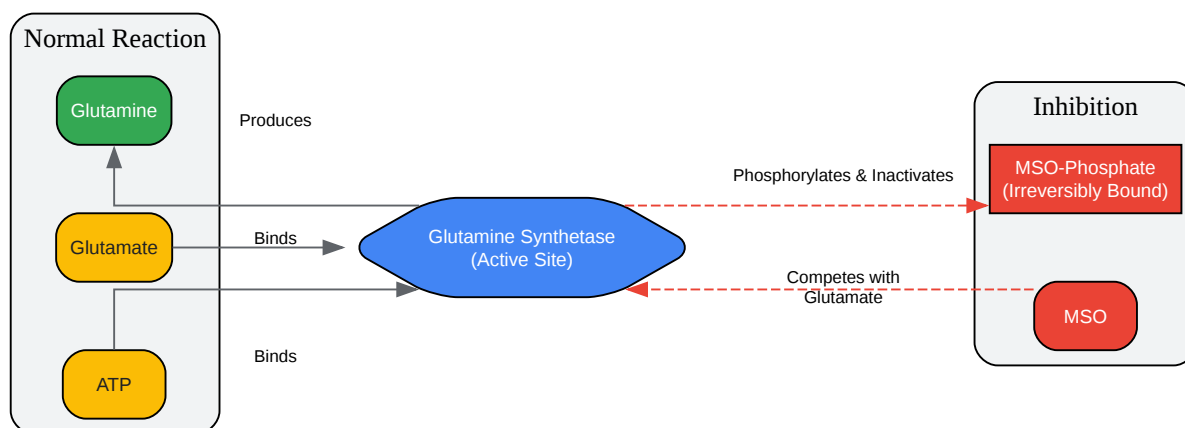 Normal Reaction
Glutamine
Produces
Glutamate
Binds
ATP
Binds
Glutamine Synthetase
(Active Site)
Phosphorylates & Inactivates
Competes with
Glutamate
Inhibition
MSO-Phosphate
(Irreversibly Bound)
MSO